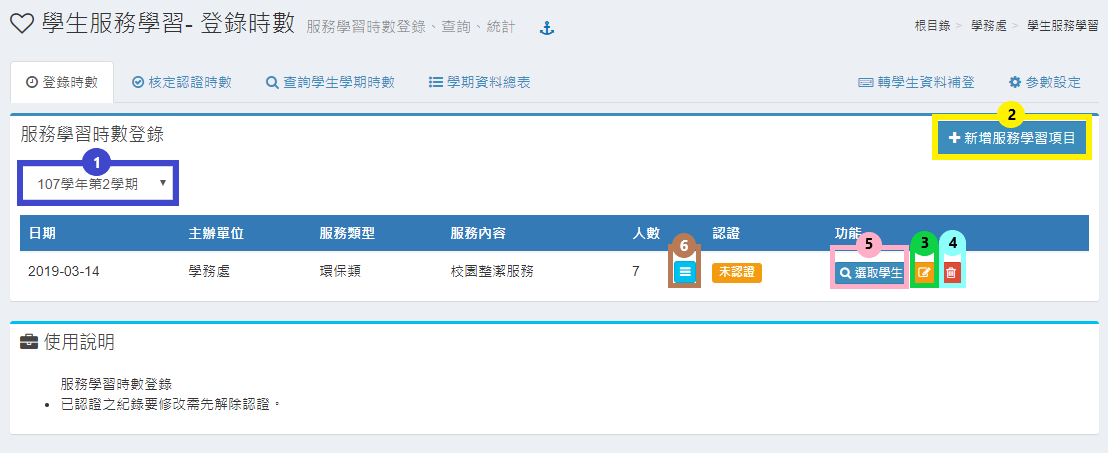 學生服務學習- 登錄時數 服務學習時數登錄、查詢、統計
根目錄 > 學務處 > 學生服務學習
登錄時數 核定認證時數 查詢學生學期時數 學期資料總表 轉學生資料補登 參數設定
2
服務學習時數登錄 + 新增服務學習項目
1
107學年第2學期
日期 主辦單位 服務類型 服務內容 人數 認證 功能
6 5 3 4
2019-03-14 學務處 環保類 校園整潔服務 7 未認證 選取學生
使用說明
服務學習時數登錄
• 已認證之紀錄要修改需先解除認證。